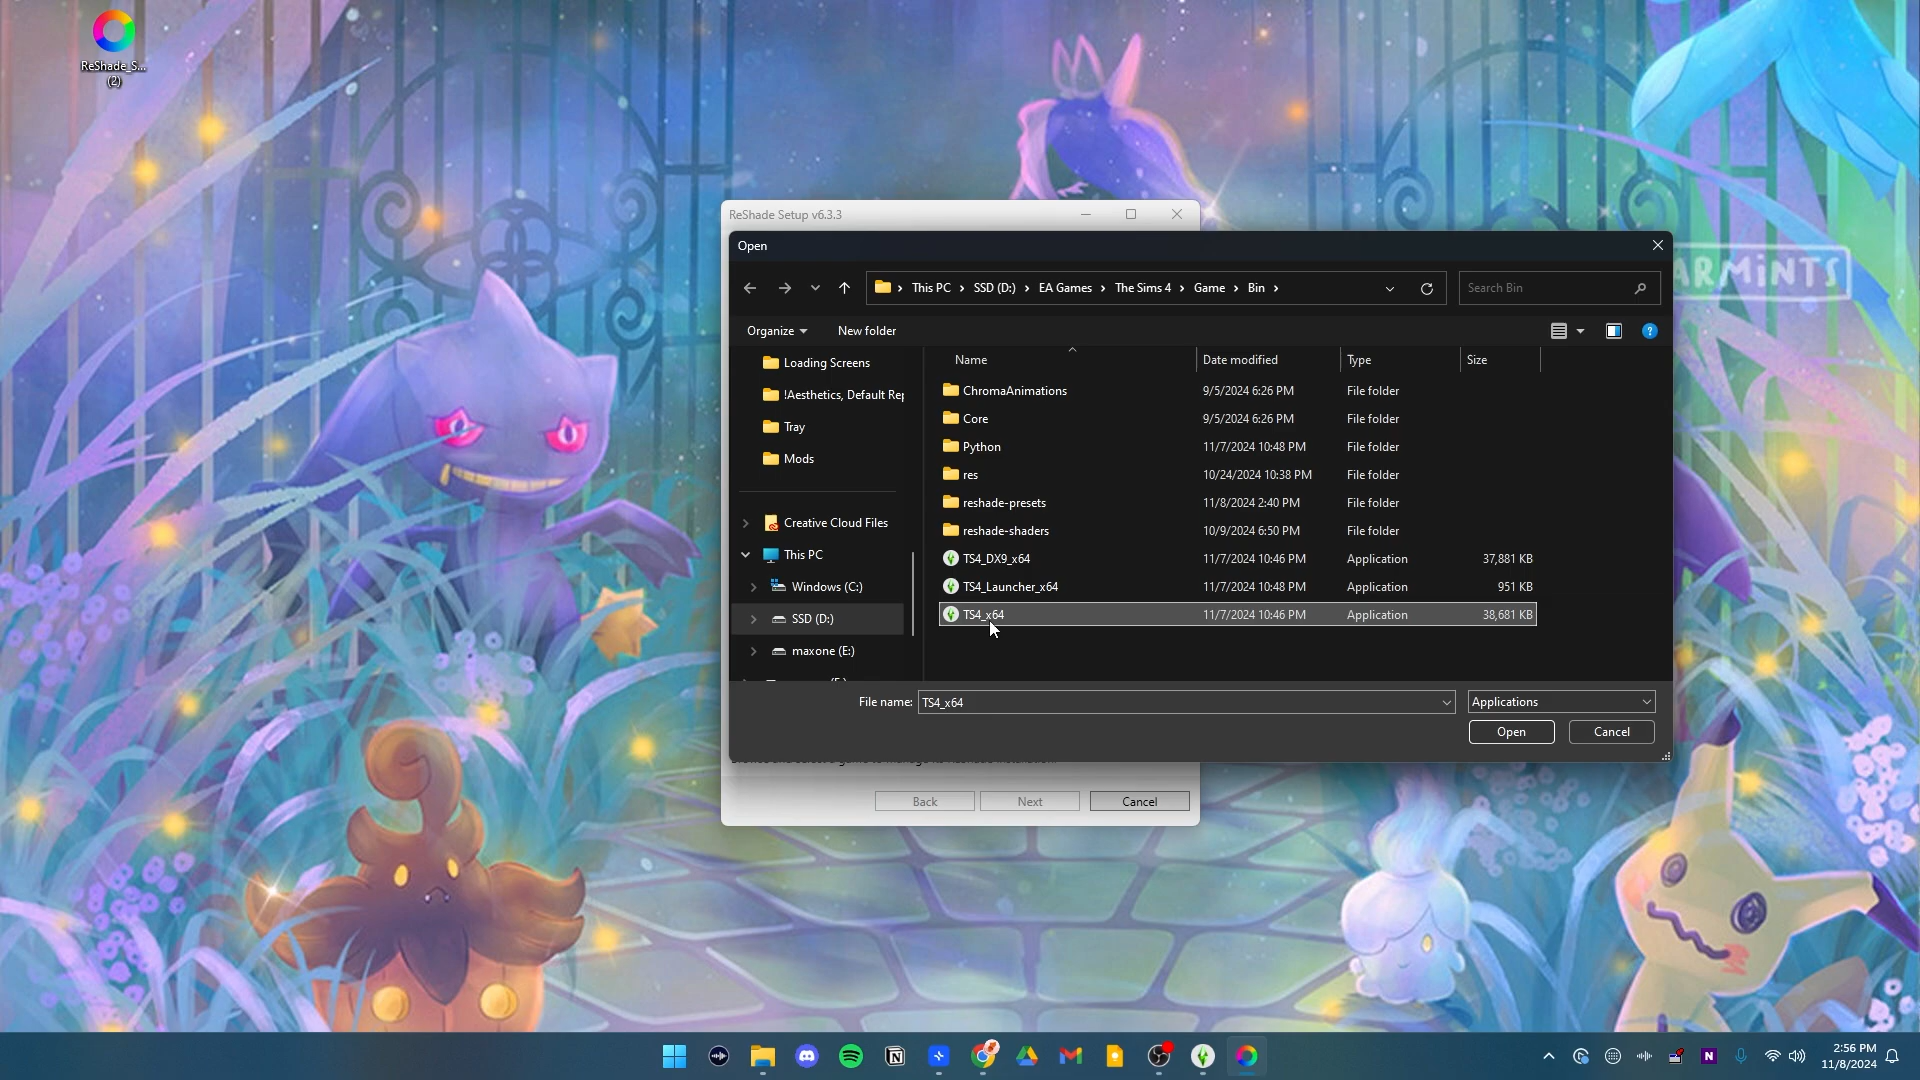 ReShade_S...
(2)
ReShade Setup v6.3.3
Open
This PC > SSD (D:) > EA Games > The Sims 4 > Game > Bin >
Search Bin
Organize
New folder
Loading Screens
!Aesthetics, Default Rep
Tray
Mods
Creative Cloud Files
This PC
Windows (C:)
SSD (D:)
maxone (E:)
Name Date modified Type Size
ChromaAnimations 9/5/2024 6:26 PM File folder
Core 9/5/2024 6:26 PM File folder
Python 11/7/2024 10:48 PM File folder
res 10/24/2024 10:38 PM File folder
reshade-presets 11/8/2024 2:40 PM File folder
reshade-shaders 10/9/2024 6:50 PM File folder
TS4_DX9_x64 11/7/2024 10:46 PM Application 37,881 KB
TS4_Launcher_x64 11/7/2024 10:48 PM Application 951 KB
TS4_x64 11/7/2024 10:46 PM Application 38,681 KB
File name: TS4_x64
Applications
Open
Cancel
Back
Next
Cancel
ARMiNTS
2:56 PM
11/8/2024